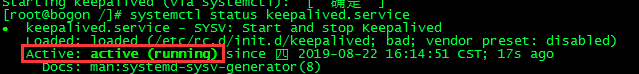 Starting keepalived (via systemctl): [ 确定 ]
[root@bogon /]# systemctl status keepalived.service
● keepalived.service - SYSV: Start and stop Keepalived
Loaded: loaded (/etc/rc.d/init.d/keepalived; bad; vendor preset: disabled)
Active: active (running) since 四 2019-08-22 16:14:51 CST; 17s ago
Docs: man:systemd-sysv-generator(8)